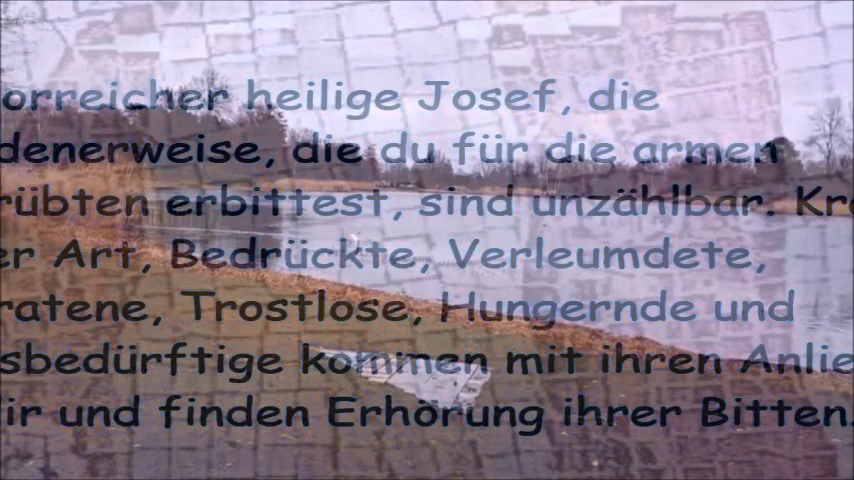 orreicher heilige Josef, die
denerweise, die du für die armen
rübten erbittest, sind unzählbar. Kra
er Art, Bedrückte, Verleumdete,
ratene, Trostlose, Hungernde und
sbedürftige kommen mit ihren Anlie
ir und finden Erhörung ihrer Bitten.